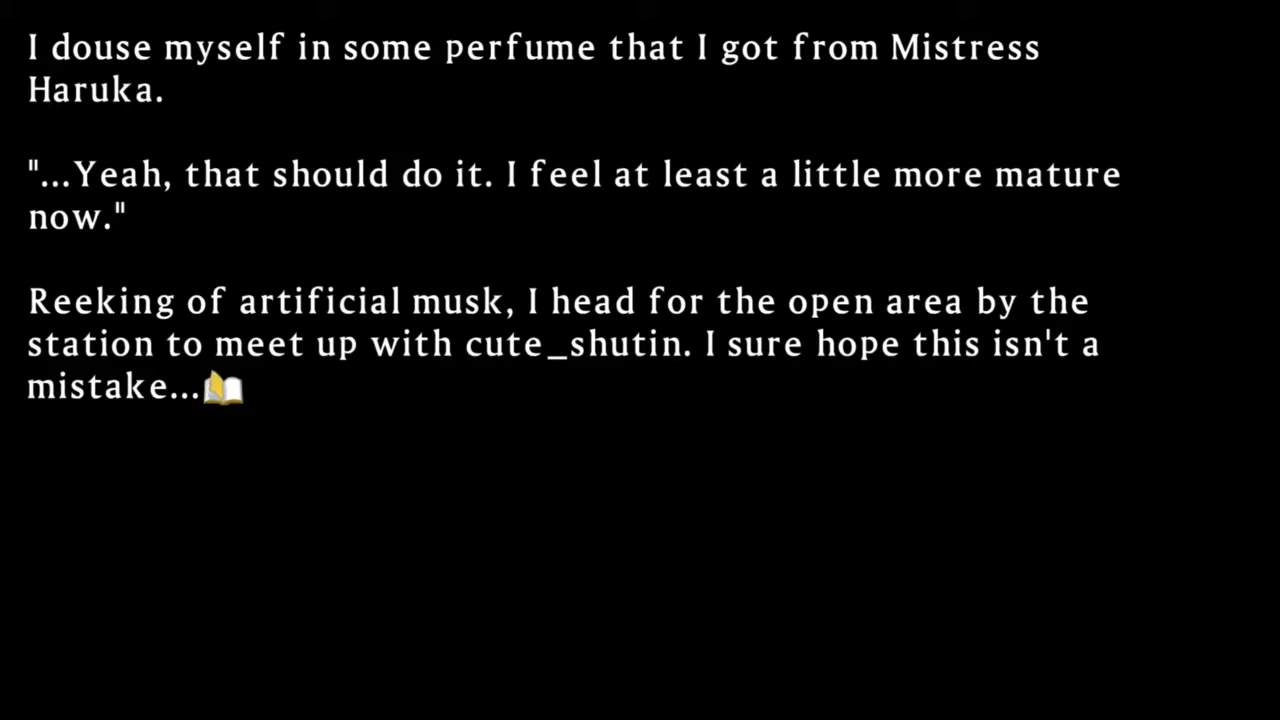 I douse myself in some perfume that I got from Mistress
Haruka.
"...Yeah, that should do it. I feel at least a little more mature
now."
Reeking of artificial musk, I head for the open area by the
station to meet up with cute_shutin. I sure hope this isn't a
mistake...